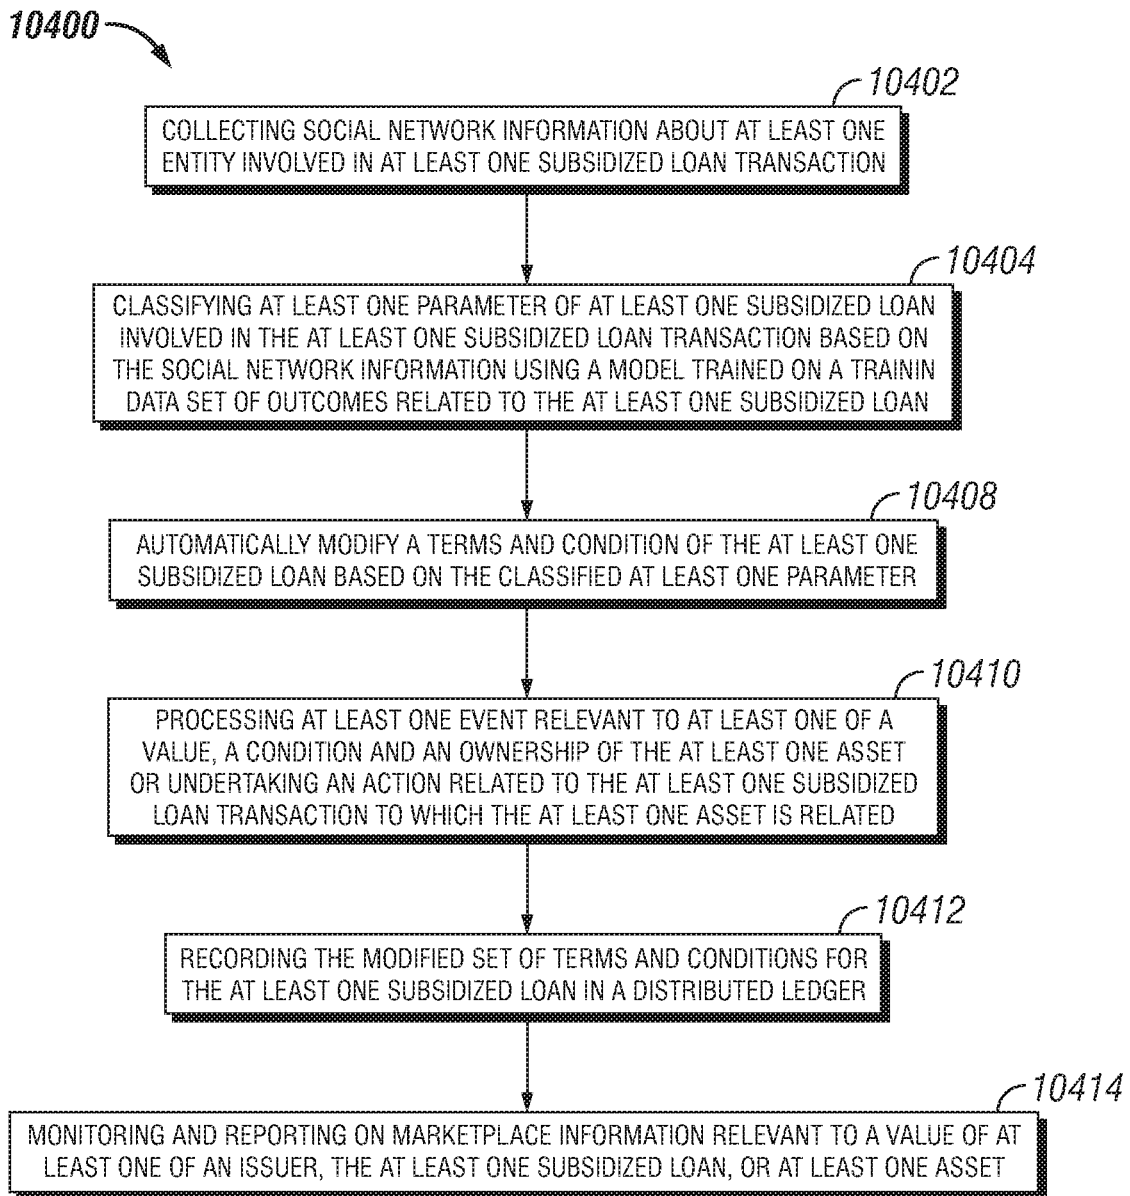 10400
10402
COLLECTING SOCIAL NETWORK INFORMATION ABOUT AT LEAST ONE
ENTITY INVOLVED IN AT LEAST ONE SUBSIDIZED LOAN TRANSACTION
10404
CLASSIFYING AT LEAST ONE PARAMETER OF AT LEAST ONE SUBSIDIZED LOAN
INVOLVED IN THE AT LEAST ONE SUBSIDIZED LOAN TRANSACTION BASED ON
THE SOCIAL NETWORK INFORMATION USING A MODEL TRAINED ON A TRAININ
DATA SET OF OUTCOMES RELATED TO THE AT LEAST ONE SUBSIDIZED LOAN
10408
AUTOMATICALLY MODIFY A TERMS AND CONDITION OF THE AT LEAST ONE
SUBSIDIZED LOAN BASED ON THE CLASSIFIED AT LEAST ONE PARAMETER
10410
PROCESSING AT LEAST ONE EVENT RELEVANT TO AT LEAST ONE OF A
VALUE, A CONDITION AND AN OWNERSHIP OF THE AT LEAST ONE ASSET
OR UNDERTAKING AN ACTION RELATED TO THE AT LEAST ONE SUBSIDIZED
LOAN TRANSACTION TO WHICH THE AT LEAST ONE ASSET IS RELATED
10412
RECORDING THE MODIFIED SET OF TERMS AND CONDITIONS FOR
THE AT LEAST ONE SUBSIDIZED LOAN IN A DISTRIBUTED LEDGER
10414
MONITORING AND REPORTING ON MARKETPLACE INFORMATION RELEVANT TO A VALUE OF AT
LEAST ONE OF AN ISSUER, THE AT LEAST ONE SUBSIDIZED LOAN, OR AT LEAST ONE ASSET